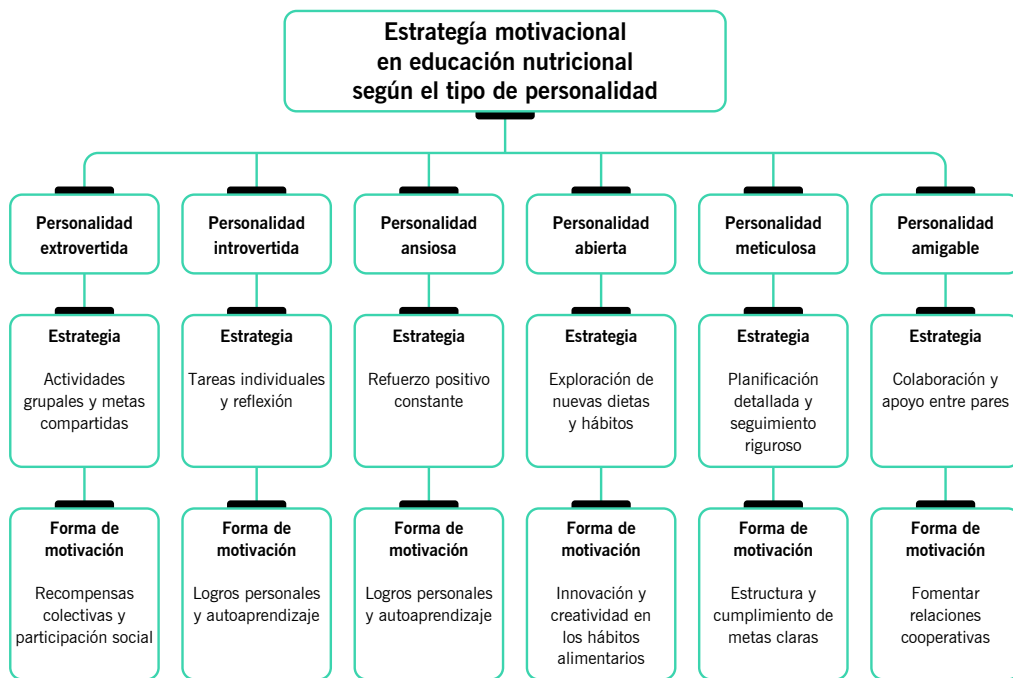 Estrategía motivacional
en educación nutricional
según el tipo de personalidad
Personalidad
extrovertida
Personalidad
introvertida
Personalidad
ansiosa
Personalidad
abierta
Personalidad
meticulosa
Personalidad
amigable
Estrategia
Actividades
grupales y metas
compartidas
Estrategia
Tareas individuales
y reflexión
Estrategia
Refuerzo positivo
constante
Estrategia
Exploración de
nuevas dietas
y hábitos
Estrategia
Planificación
detallada y
seguimiento
riguroso
Estrategia
Colaboración y
apoyo entre pares
Forma de
motivación
Recompensas
colectivas y
participación social
Forma de
motivación
Logros personales
y autoaprendizaje
Forma de
motivación
Logros personales
y autoaprendizaje
Forma de
motivación
Innovación y
creatividad en
los hábitos
alimentarios
Forma de
motivación
Estructura y
cumplimiento de
metas claras
Forma de
motivación
Fomentar
relaciones
cooperativas